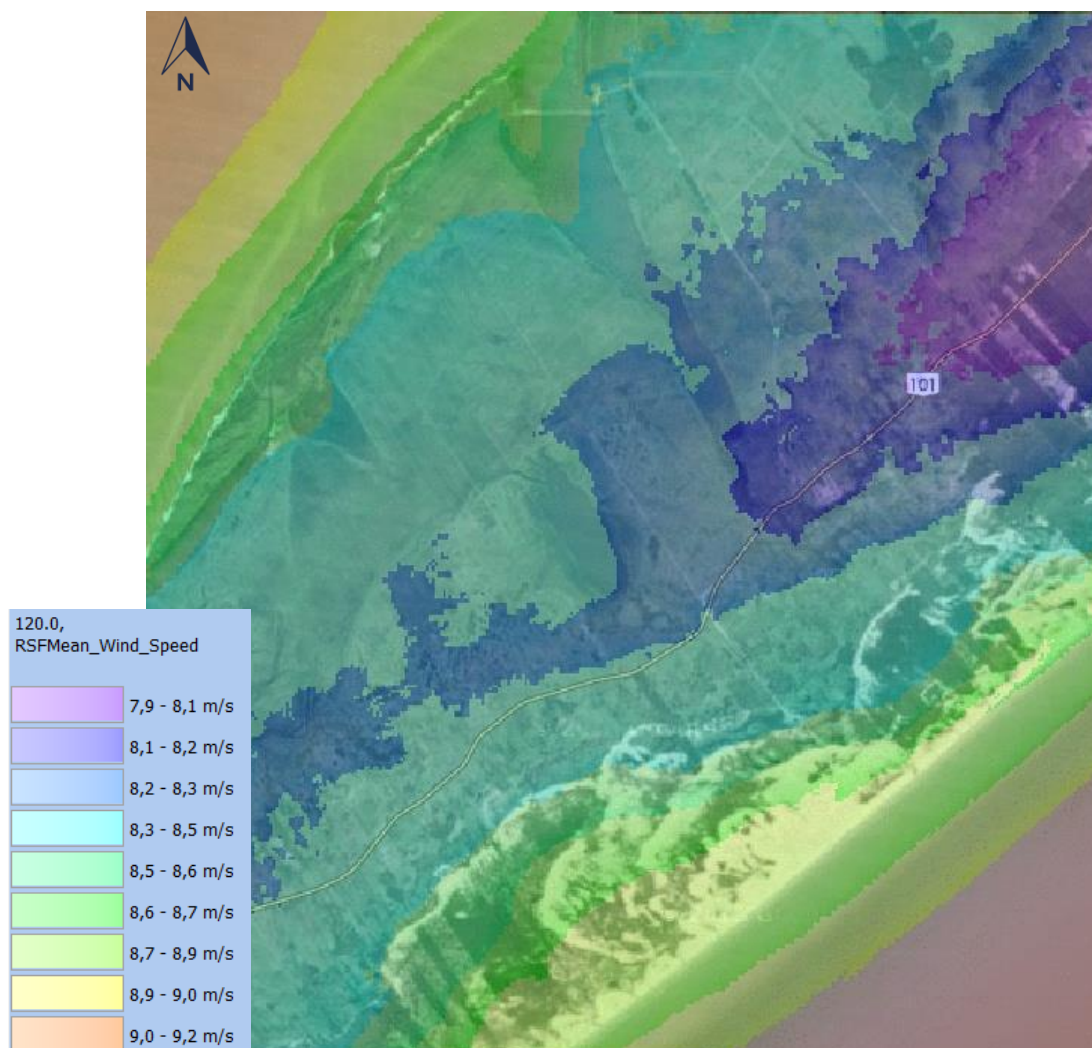 N
101
120.0,
RSFMean_Wind_Speed
7,9 - 8,1 m/s
8,1 - 8,2 m/s
8,2 - 8,3 m/s
8,3 - 8,5 m/s
8,5 - 8,6 m/s
8,6 - 8,7 m/s
8,7 - 8,9 m/s
8,9 - 9,0 m/s
9,0 - 9,2 m/s